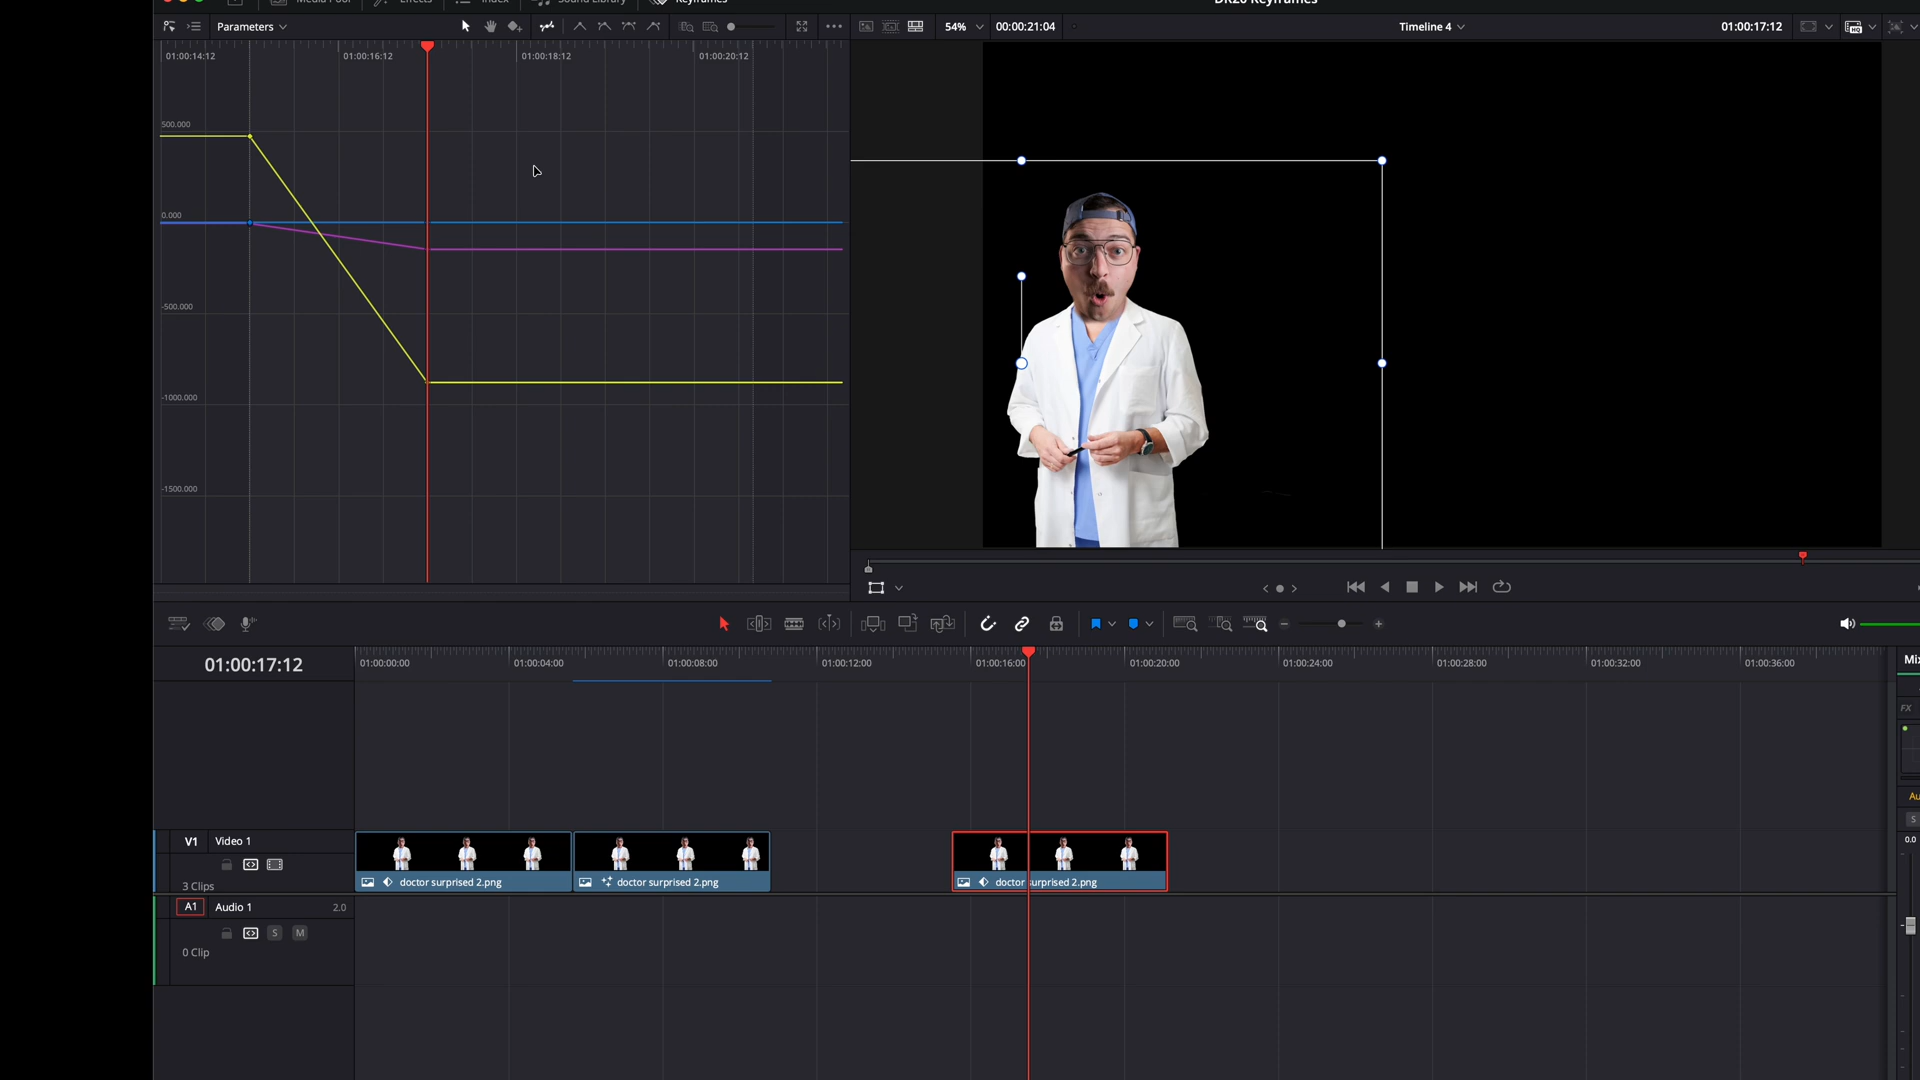 Media Pool
Effects
Index
Sound Library
Keyframes
DR20 Keyframes
Parameters
54%
00:00:21:04
Timeline 4
01:00:17:12
01:00:14:12
01:00:16:12
01:00:18:12
01:00:20:12
500.000
0.000
-500.000
-1000.000
-1500.000
01:00:17:12
01:00:00:00
01:00:04:00
01:00:08:00
01:00:12:00
01:00:16:00
01:00:20:00
01:00:24:00
01:00:28:00
01:00:32:00
01:00:36:00
Mi
FX
Au
S
0.0
V1
Video 1
3 Clips
doctor surprised 2.png
doctor surprised 2.png
doctor surprised 2.png
A1
Audio 1
2.0
S
M
0 Clip